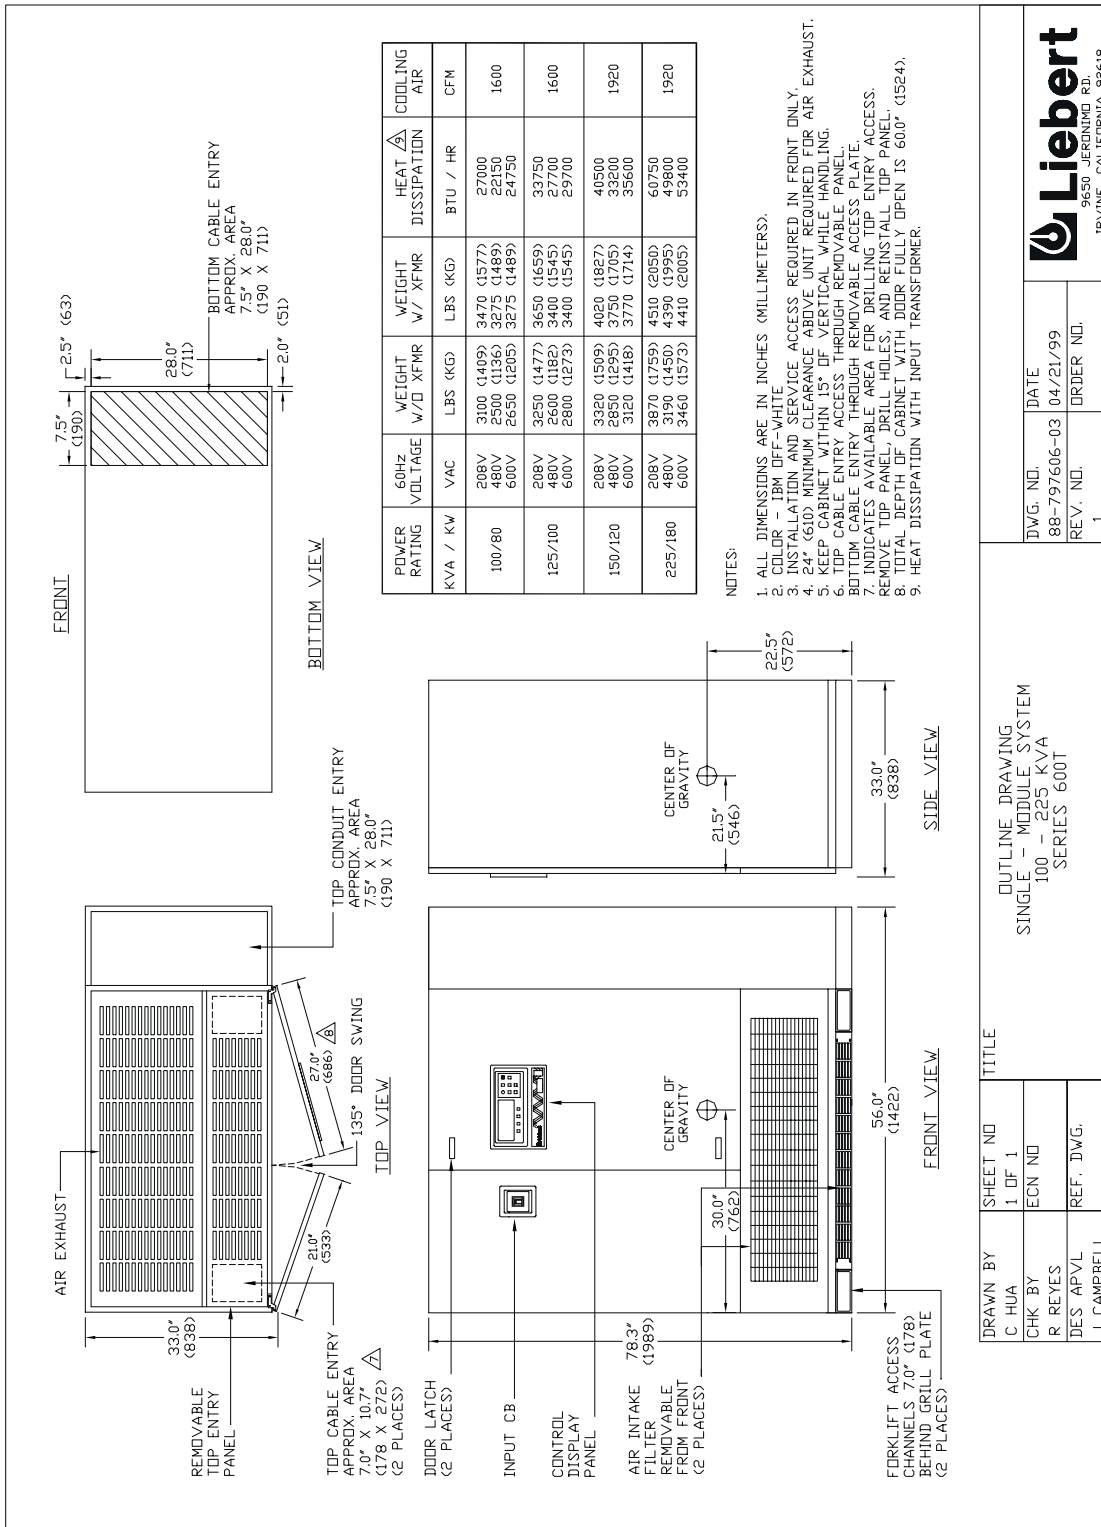 AIR EXHAUST
33.0"
(838)
REMOVABLE
TOP ENTRY
PANEL
TOP CABLE ENTRY
APPROX. AREA
7.0" X 10.7" 7
(178 X 272)
(2 PLACES)
21.0"
(533)
27.0"
(686) 8
135° DOOR SWING
TOP VIEW
TOP CONDUIT ENTRY
APPROX. AREA
7.5" X 28.0"
(190 X 711)
FRONT
7.5"
(190)
2.5" (63)
28.0"
(711)
2.0" (51)
BOTTOM CABLE ENTRY
APPROX. AREA
7.5" X 28.0"
(190 X 711)
BOTTOM VIEW
DOOR LATCH
(2 PLACES)
INPUT CB
CONTROL
DISPLAY
PANEL
AIR INTAKE
FILTER
REMOVABLE
FROM FRONT
(2 PLACES)
FORKLIFT ACCESS
CHANNELS 7.0" (178)
BEHIND GRILL PLATE
(2 PLACES)
78.3"
(1989)
30.0"
(762)
CENTER OF
GRAVITY
56.0"
(1422)
FRONT VIEW
CENTER OF
GRAVITY
21.5"
(546)
22.5"
(572)
33.0"
(838)
SIDE VIEW
POWER RATING 60Hz VOLTAGE WEIGHT W/O XFMR WEIGHT W/ XFMR HEAT 9 DISSIPATION COOLING AIR
KVA / KW VAC LBS (KG) LBS (KG) BTU / HR CFM
100/80 208V 3100 (1409) 3470 (1577) 27000 1600
480V 2500 (1136) 3275 (1489) 22150
600V 2650 (1205) 3275 (1489) 24750
125/100 208V 3250 (1477) 3650 (1659) 33750 1600
480V 2600 (1182) 3400 (1545) 27700
600V 2800 (1273) 3400 (1545) 29700
150/120 208V 3320 (1509) 4020 (1827) 40500 1920
480V 2850 (1295) 3750 (1705) 33200
600V 3120 (1418) 3770 (1714) 35600
225/180 208V 3870 (1759) 4510 (2050) 60750 1920
480V 3190 (1450) 4390 (1995) 49800
600V 3460 (1573) 4410 (2005) 53400
NOTES:
1. ALL DIMENSIONS ARE IN INCHES (MILLIMETERS).
2. COLOR - IBM OFF-WHITE
3. INSTALLATION AND SERVICE ACCESS REQUIRED IN FRONT ONLY.
4. 24" (610) MINIMUM CLEARANCE ABOVE UNIT REQUIRED FOR AIR EXHAUST.
5. KEEP CABINET WITHIN 15° OF VERTICAL WHILE HANDLING.
6. TOP CABLE ENTRY ACCESS THROUGH REMOVABLE PANEL.
BOTTOM CABLE ENTRY THROUGH REMOVABLE ACCESS PLATE.
7. INDICATES AVAILABLE AREA FOR DRILLING TOP ENTRY ACCESS.
REMOVE TOP PANEL, DRILL HOLES, AND REINSTALL TOP PANEL.
8. TOTAL DEPTH OF CABINET WITH DOOR FULLY OPEN IS 60.0" (1524).
9. HEAT DISSIPATION WITH INPUT TRANSFORMER.
DRAWN BY
C HUA
CHK BY
R REYES
DES APVL
SHEET NO
1 OF 1
ECN NO
REF. DWG.
TITLE
OUTLINE DRAWING
SINGLE - MODULE SYSTEM
100 - 225 KVA
SERIES 600T
DWG. NO.
88-797606-03
REV. NO.
1
DATE
04/21/99
ORDER NO.
Liebert
9650 JERONIMO RD.